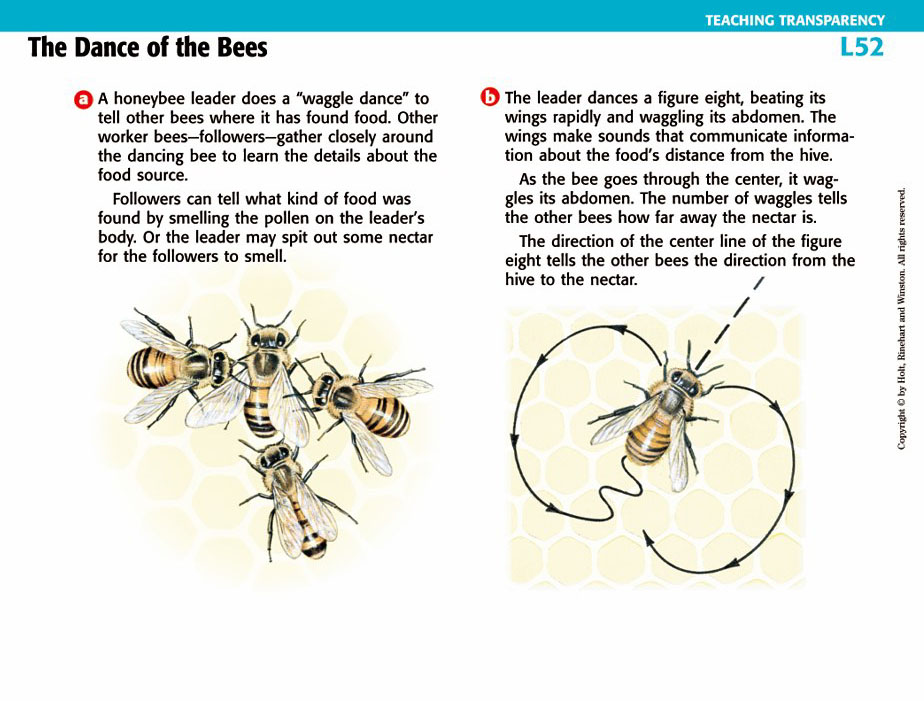 TEACHING TRANSPARENCY
The Dance of the Bees
L52
a A honeybee leader does a “waggle dance” to
tell other bees where it has found food. Other
worker bees—followers—gather closely around
the dancing bee to learn the details about the
food source.
Followers can tell what kind of food was
found by smelling the pollen on the leader’s
body. Or the leader may spit out some nectar
for the followers to smell.
b The leader dances a figure eight, beating its
wings rapidly and waggling its abdomen. The
wings make sounds that communicate informa-
tion about the food’s distance from the hive.
As the bee goes through the center, it wag-
gles its abdomen. The number of waggles tells
the other bees how far away the nectar is.
The direction of the center line of the figure
eight tells the other bees the direction from the
hive to the nectar.
Copyright © by Holt, Rinehart and Winston. All rights reserved.